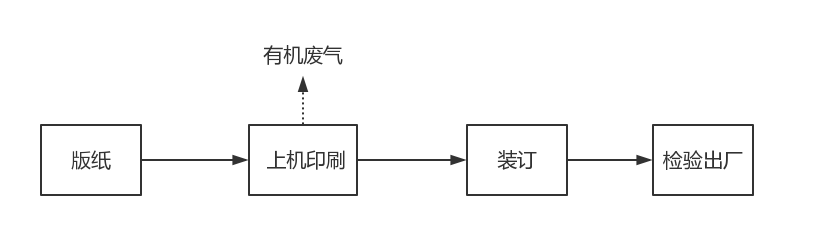 有机废气
版纸
上机印刷
装订
检验出厂